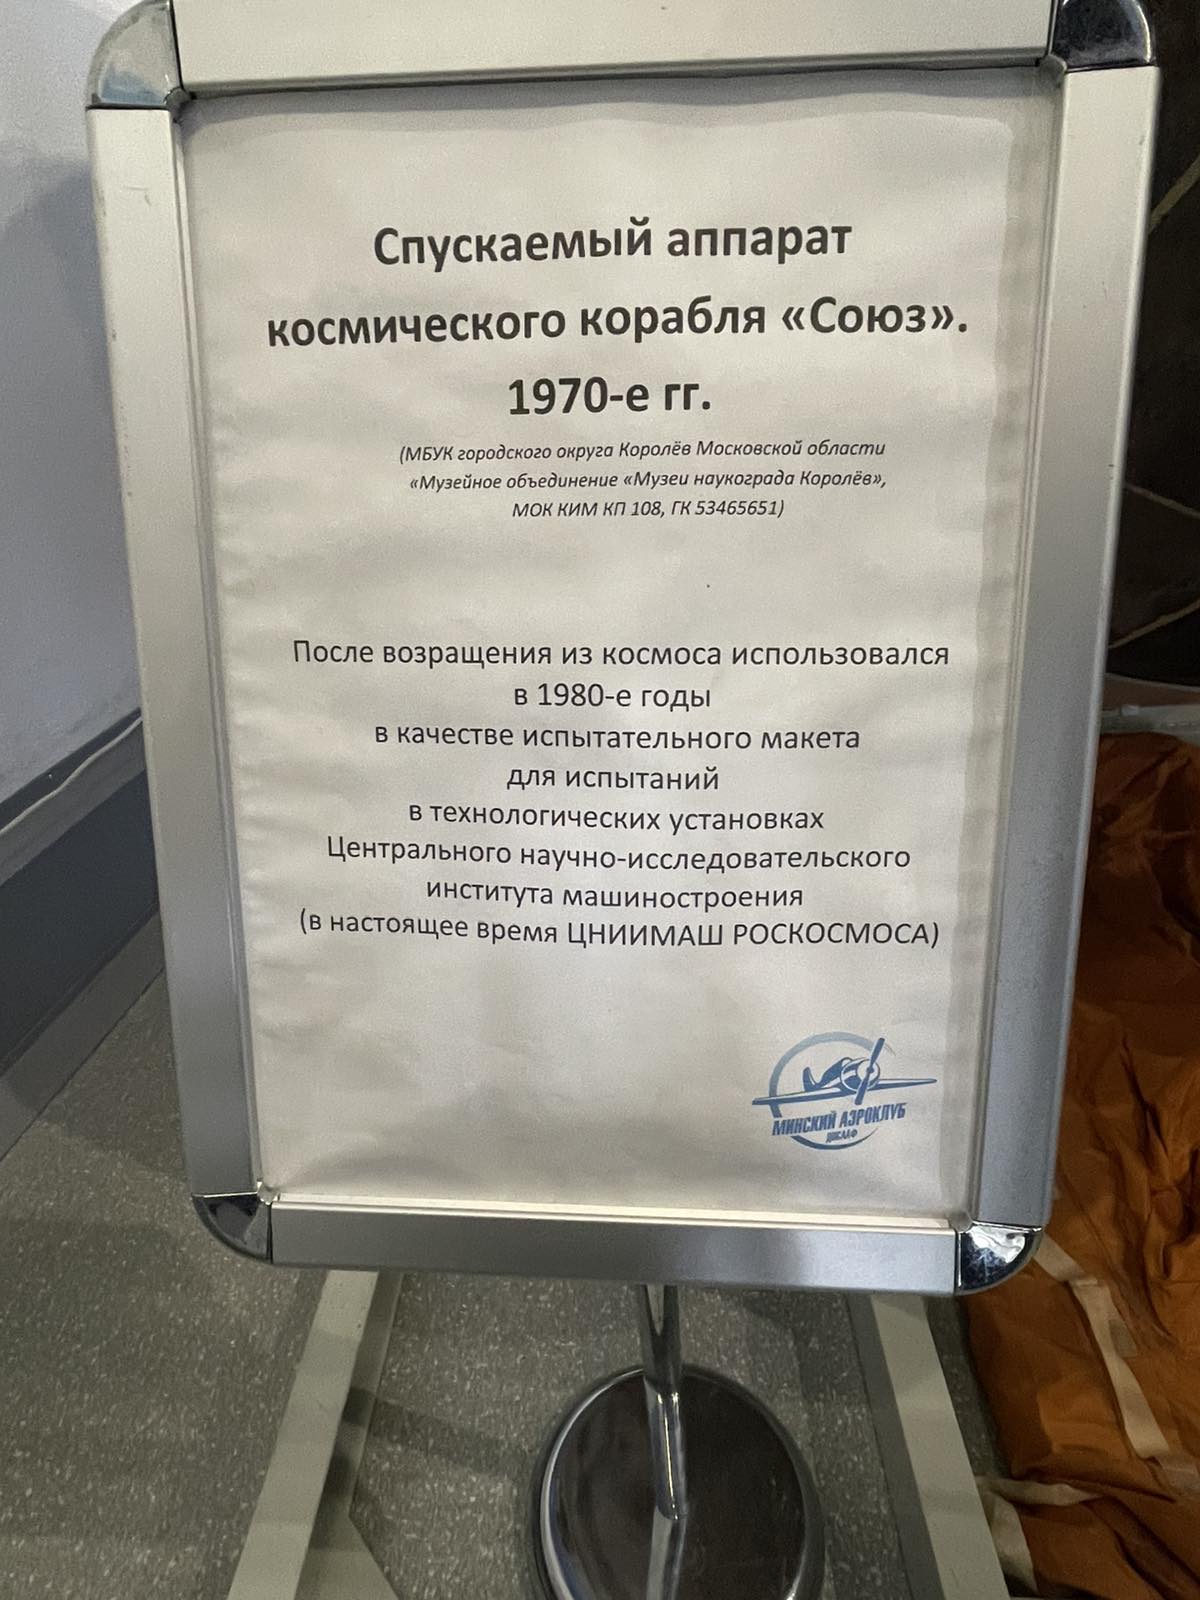 Спускаемый аппарат
космического корабля «Союз».
1970-е гг.
(МБУК городского округа Королёв Московской области
«Музейное объединение «Музеи наукограда Королёв»,
МОК КИМ КП 108, ГК 53465651)
После возращения из космоса использовался
в 1980-е годы
в качестве испытательного макета
для испытаний
в технологических установках
Центрального научно-исследовательского
института машиностроения
(в настоящее время ЦНИИМАШ РОСКОСМОСА)
МИНСКИЙ АЭРОКЛУБ
ДОСААФ